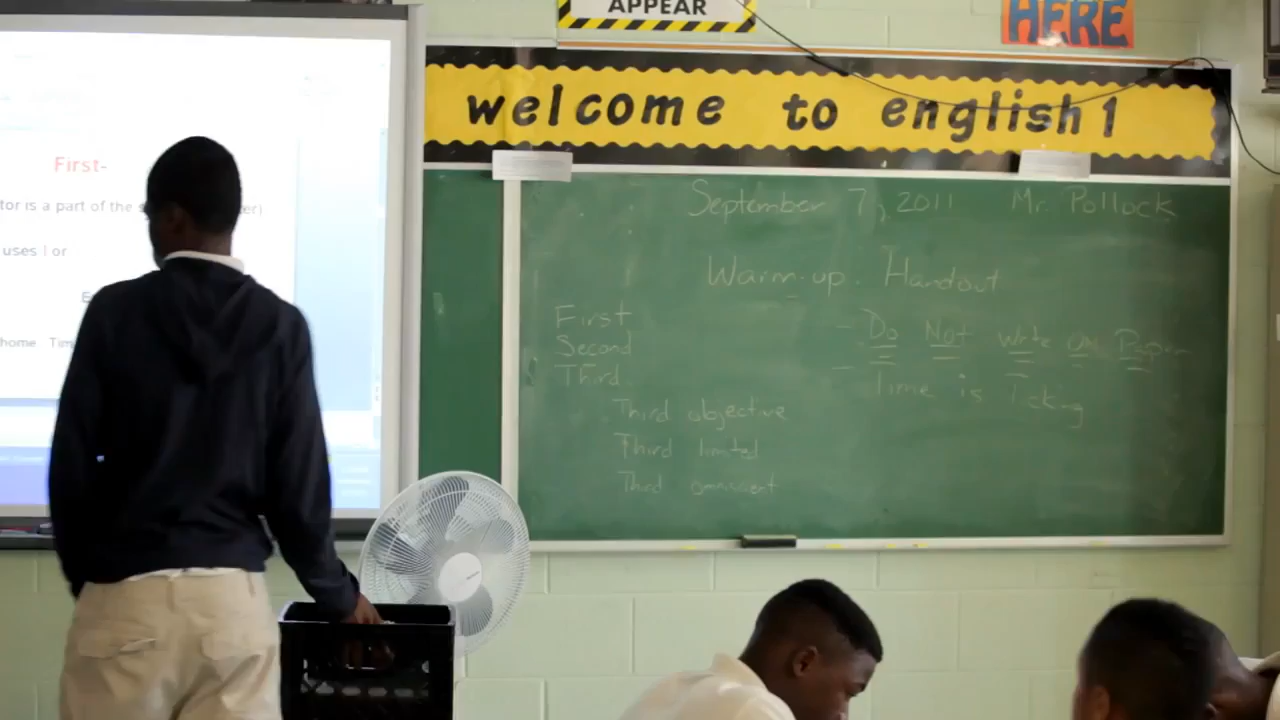 APPEAR
HERE
welcome to english 1
September 7, 2011 Mr. Pollock
Warm-up. Handout
First
Second
Third
Third objective
Third limited
Third omniscient
- Do Not write on Paper
- Time is Ticking
First-
tor is a part of the
uses I or
home